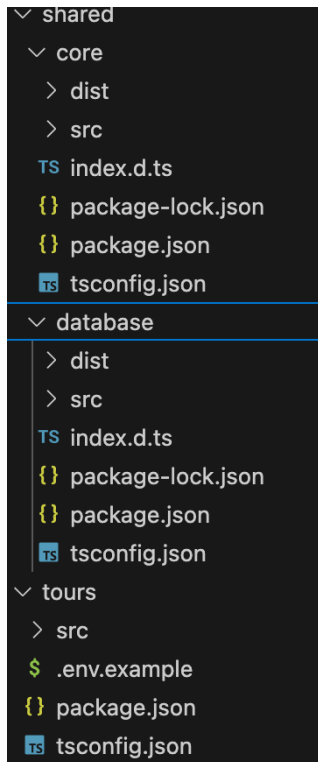 shared
core
dist
src
TS index.d.ts
{} package-lock.json
{} package.json
TS tsconfig.json
database
dist
src
TS index.d.ts
{} package-lock.json
{} package.json
TS tsconfig.json
tours
src
$ .env.example
{} package.json
TS tsconfig.json